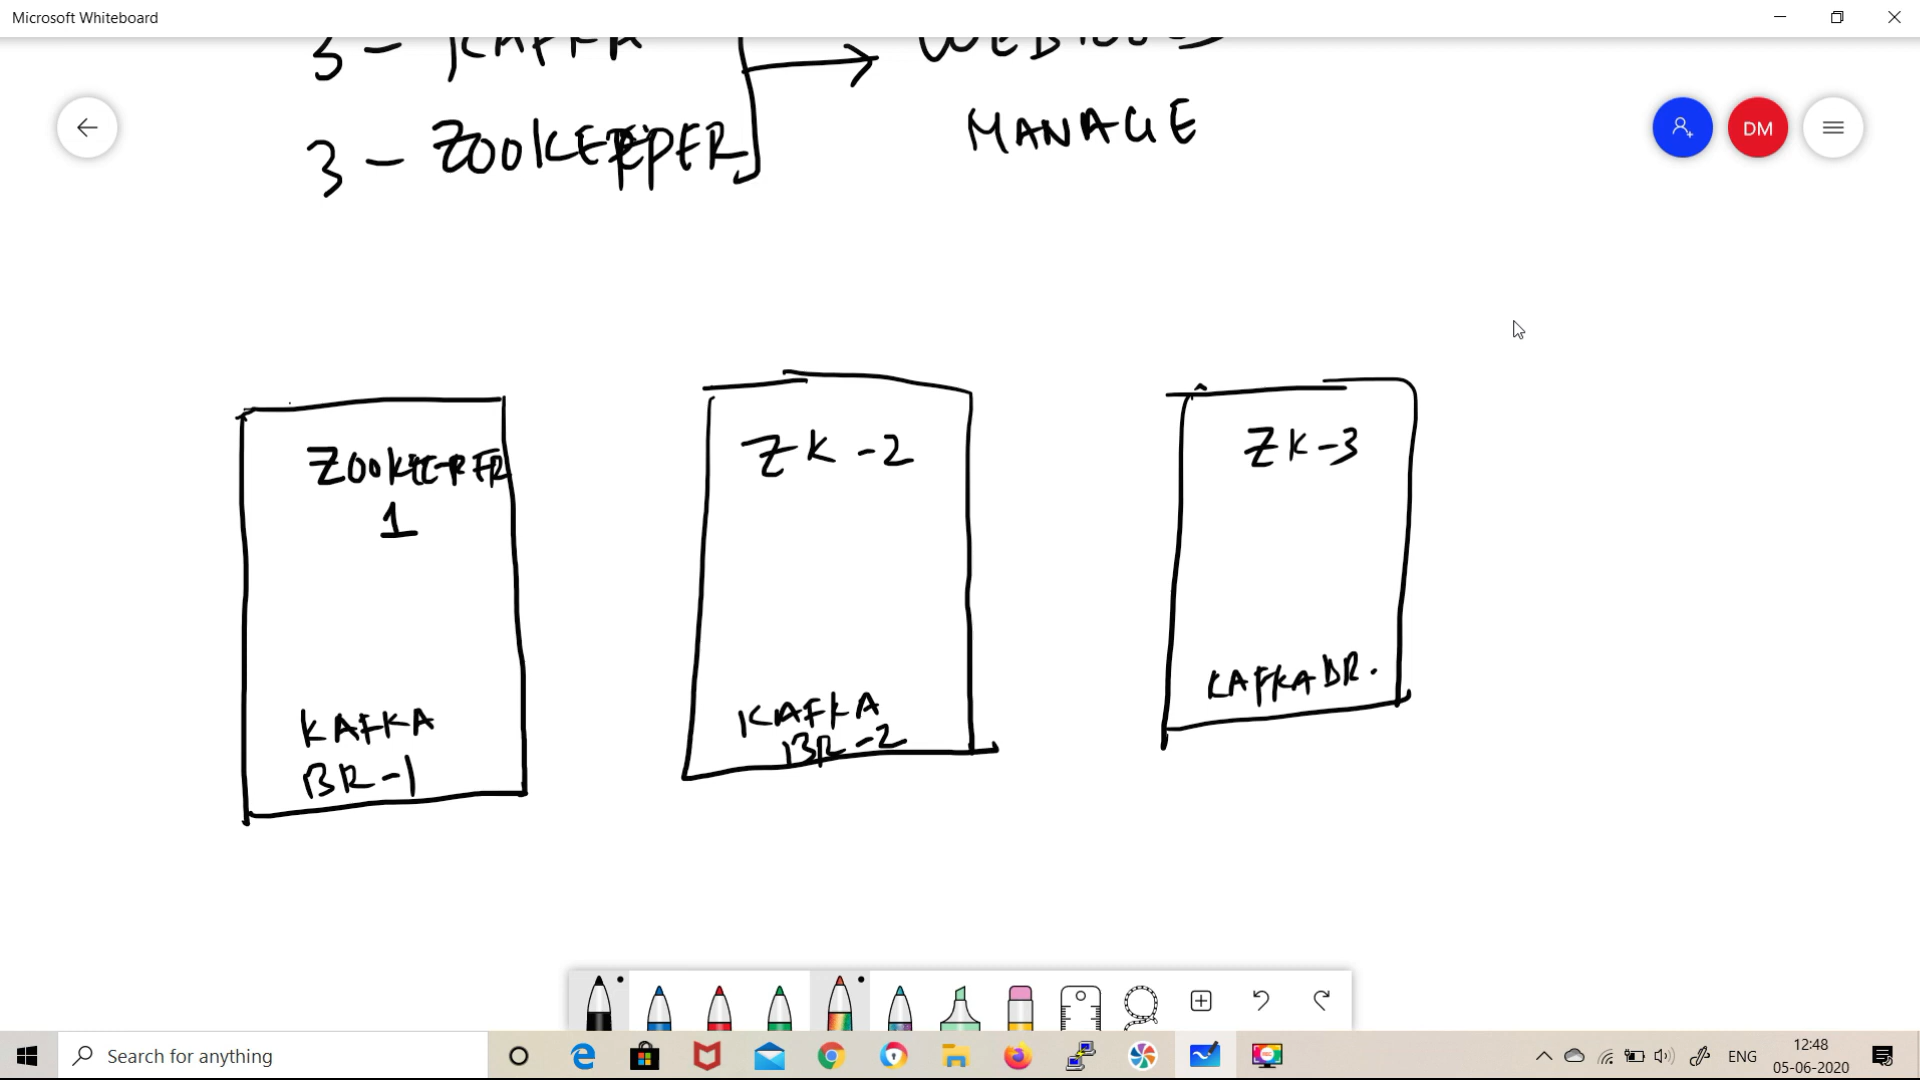 Microsoft Whiteboard
3 - KAFKA
3 - ZOOKEEPER
MANAGE
DM
ZOOKEEPER
1
KAFKA
BR-1
ZK-2
KAFKA
BR-2
ZK-3
KAFKA BR.
Search for anything
ENG
12:48
05-06-2020